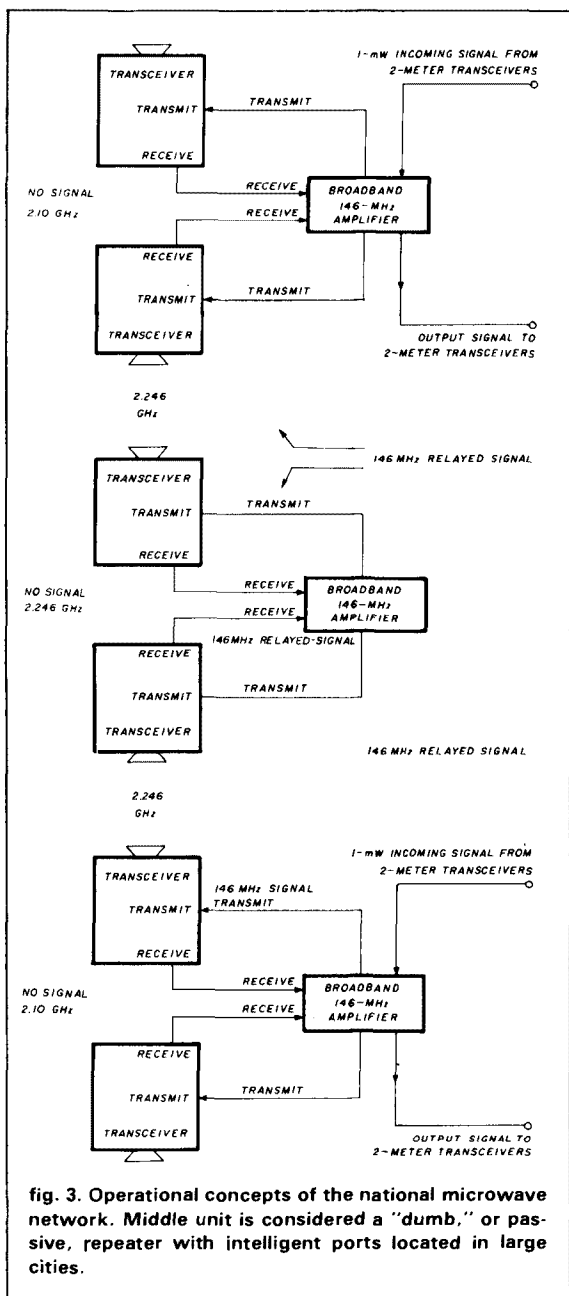 1-mW INCOMING SIGNAL FROM
2-METER TRANSCEIVERS
TRANSCEIVER
TRANSMIT
TRANSMIT
RECEIVE
NO SIGNAL
2.10 GHz
RECEIVE
RECEIVE
BROADBAND
146-MHz
AMPLIFIER
RECEIVE
TRANSMIT
TRANSMIT
TRANSCEIVER
OUTPUT SIGNAL TO
2-METER TRANSCEIVERS
2.246
GHz
146 MHz RELAYED SIGNAL
TRANSCEIVER
TRANSMIT
TRANSMIT
RECEIVE
NO SIGNAL
2.246 GHz
RECEIVE
RECEIVE
BROADBAND
146-MHz
AMPLIFIER
RECEIVE
146MHz RELAYED-SIGNAL
TRANSMIT
TRANSMIT
TRANSCEIVER
146 MHz RELAYED SIGNAL
2.246
GHz
1-mW INCOMING SIGNAL FROM
2-METER TRANSCEIVERS
TRANSCEIVER
146 MHz SIGNAL
TRANSMIT
TRANSMIT
RECEIVE
NO SIGNAL
2.10 GHz
RECEIVE
RECEIVE
BROADBAND
146-MHz
AMPLIFIER
RECEIVE
TRANSMIT
TRANSMIT
TRANSCEIVER
OUTPUT SIGNAL TO
2-METER TRANSCEIVERS
fig. 3. Operational concepts of the national microwave
network. Middle unit is considered a "dumb," or pas-
sive, repeater with intelligent ports located in large
cities.